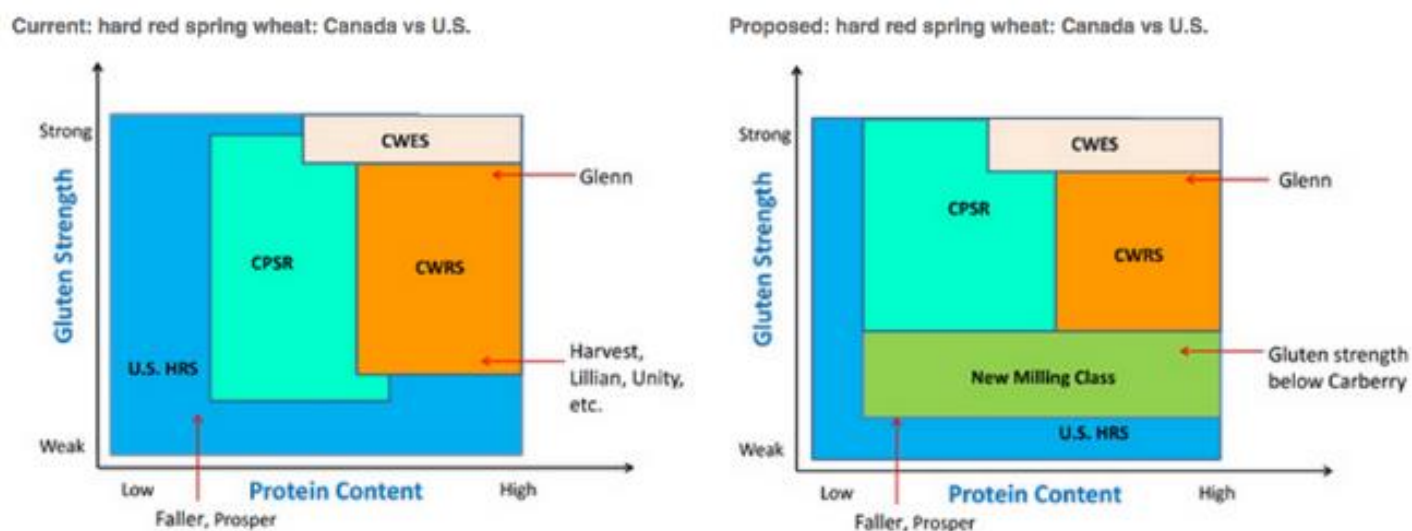 Current: hard red spring wheat: Canada vs U.S.
Strong
Weak
Gluten Strength
CWES
CPSR
CWRS
U.S. HRS
Glenn
Harvest,
Lillian, Unity,
etc.
Low
Protein Content
High
Faller, Prosper
Proposed: hard red spring wheat: Canada vs U.S.
Strong
Weak
Gluten Strength
CWES
CPSR
CWRS
New Milling Class
U.S. HRS
Glenn
Gluten strength
below Carberry
Low
Protein Content
High
Faller, Prosper